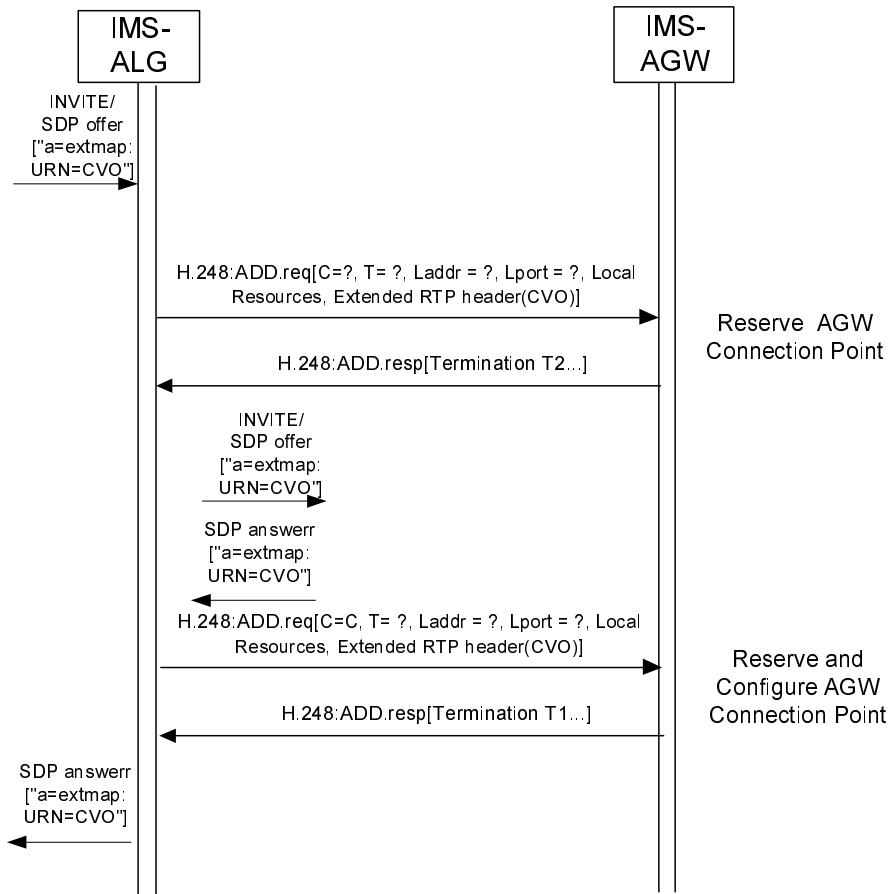 IMS-
ALG
IMS-
AGW
INVITE/
SDP offer
["a=extmap:
URN=CVO"]
H.248:ADD.req[C=?, T= ?, Laddr = ?, Lport = ?, Local
Resources, Extended RTP header(CVO)]
Reserve AGW
Connection Point
H.248:ADD.resp[Termination T2...]
INVITE/
SDP offer
["a=extmap:
URN=CVO"]
SDP answerr
["a=extmap:
URN=CVO"]
H.248:ADD.req[C=C, T= ?, Laddr = ?, Lport = ?, Local
Resources, Extended RTP header(CVO)]
Reserve and
Configure AGW
Connection Point
H.248:ADD.resp[Termination T1...]
SDP answerr
["a=extmap:
URN=CVO"]